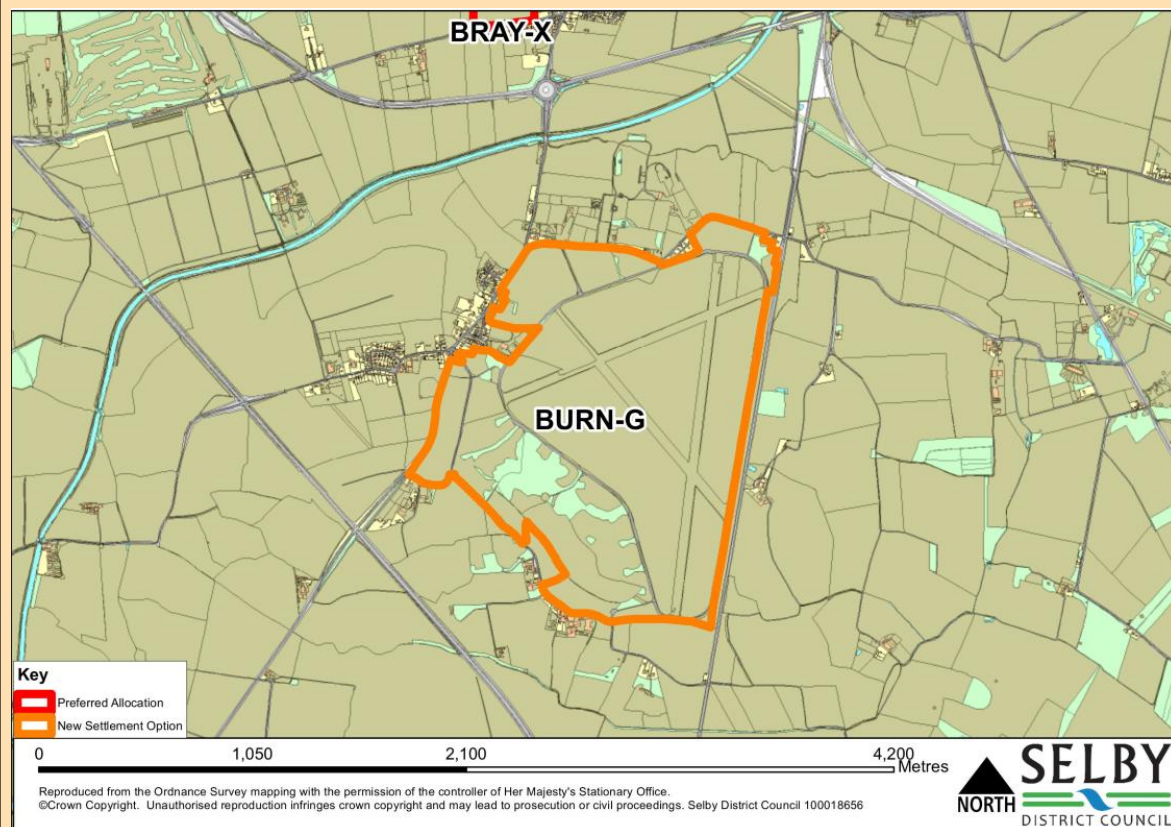 BRAY-X
BURN-G
Key
Preferred Allocation
New Settlement Option
0 1,050 2,100 4,200
Metres
Reproduced from the Ordnance Survey mapping with the permission of the controller of Her Majesty's Stationary Office.
©Crown Copyright. Unauthorised reproduction infringes crown copyright and may lead to prosecution or civil proceedings. Selby District Council 100018656
NORTH
SELBY
DISTRICT COUNCIL